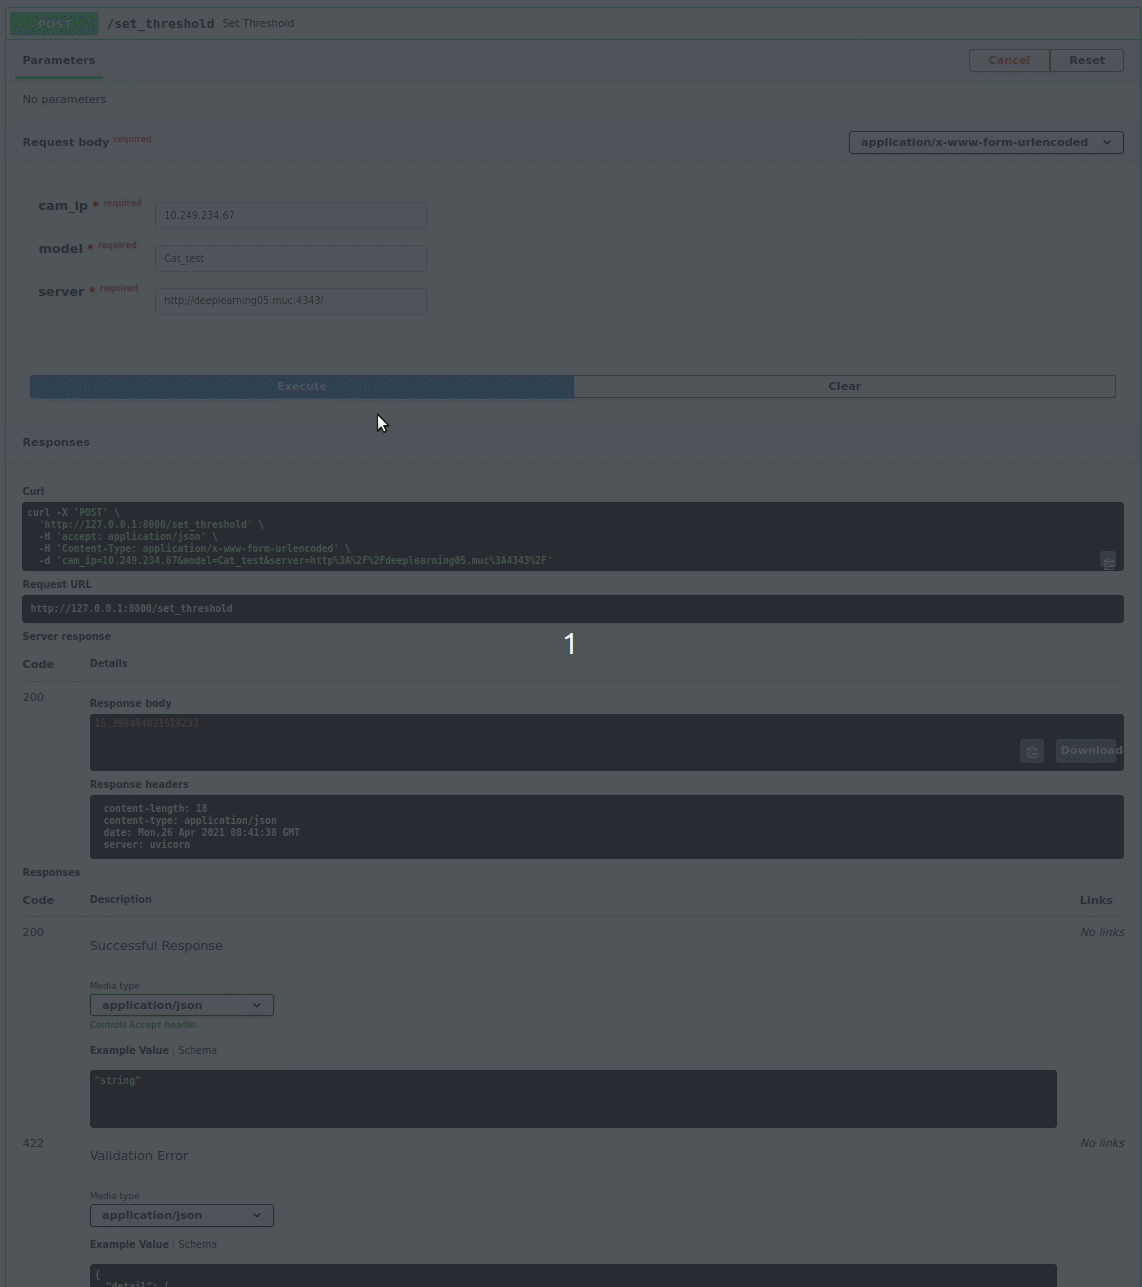 POST /set_threshold Set Threshold
Parameters
Cancel Reset
No parameters
Request body required
application/x-www-form-urlencoded
cam_ip * required
10.249.234.67
model * required
Cat_test
server * required
http://deeplearning05.muc:4343/
Execute Clear
Responses
Curl
curl -X 'POST' \
'http://127.0.0.1:8000/set_threshold' \
-H 'accept: application/json' \
-H 'Content-Type: application/x-www-form-urlencoded' \
-d 'cam_ip=10.249.234.67&model=Cat_test&server=http%3A%2F%2Fdeeplearning05.muc%3A4343%2F'
Request URL
http://127.0.0.1:8000/set_threshold
Server response
1
Code Details
200
Response body
15.399454021519233
Download
Response headers
content-length: 18
content-type: application/json
date: Mon,26 Apr 2021 08:41:38 GMT
server: uvicorn
Responses
Code Description Links
200 No links
Successful Response
Media type
application/json
Controls Accept header.
Example Value | Schema
"string"
422 No links
Validation Error
Media type
application/json
Example Value | Schema
{
"detail": [